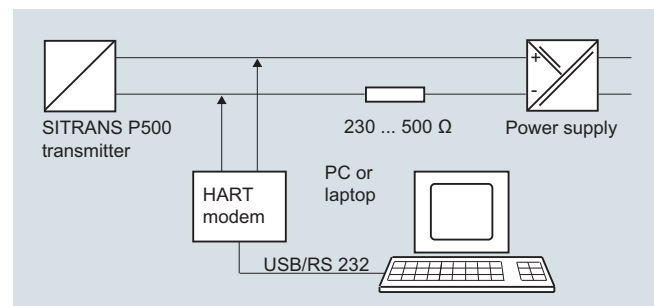 +
-
SITRANS P500
transmitter
230 ... 500 Ω
Power supply
PC or
laptop
HART
modem
USB/RS 232